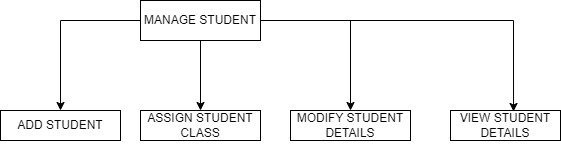 MANAGE STUDENT
ADD STUDENT
ASSIGN STUDENT
CLASS
MODIFY STUDENT
DETAILS
VIEW STUDENT
DETAILS